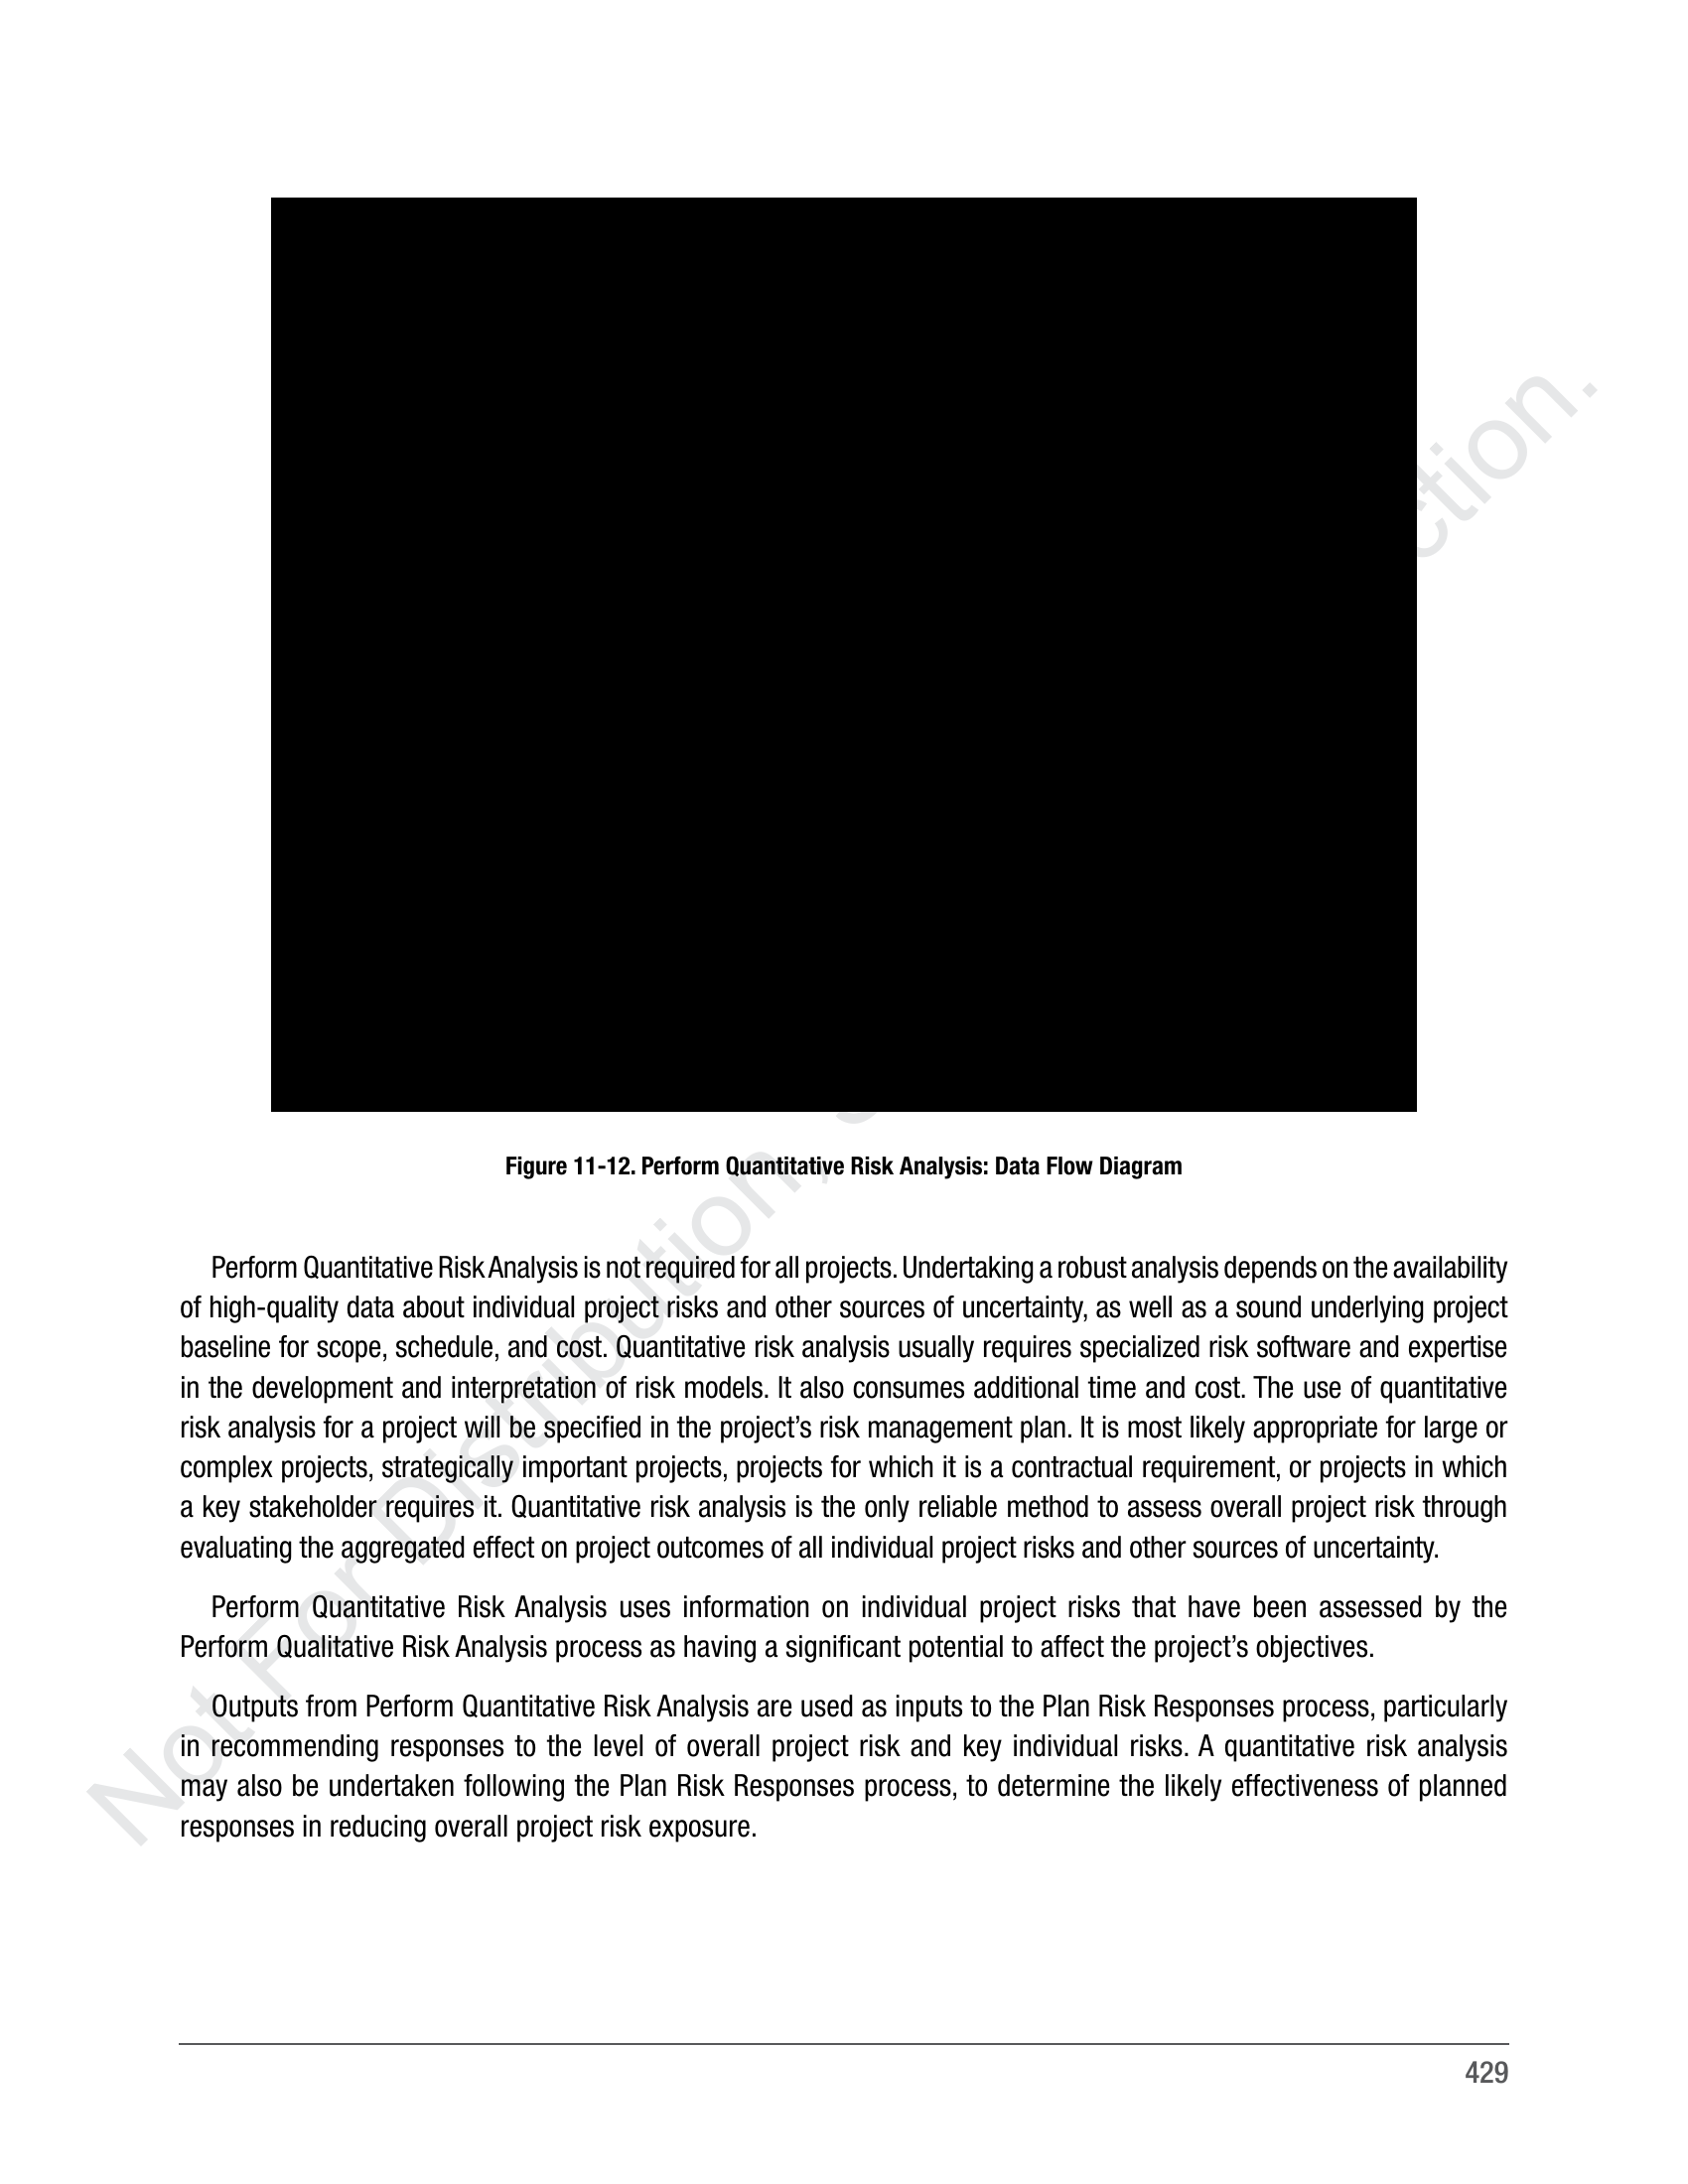 Figure 11-12. Perform Quantitative Risk Analysis: Data Flow Diagram
Perform Quantitative Risk Analysis is not required for all projects. Undertaking a robust analysis depends on the availability
of high-quality data about individual project risks and other sources of uncertainty, as well as a sound underlying project
baseline for scope, schedule, and cost. Quantitative risk analysis usually requires specialized risk software and expertise
in the development and interpretation of risk models. It also consumes additional time and cost. The use of quantitative
risk analysis for a project will be specified in the project’s risk management plan. It is most likely appropriate for large or
complex projects, strategically important projects, projects for which it is a contractual requirement, or projects in which
a key stakeholder requires it. Quantitative risk analysis is the only reliable method to assess overall project risk through
evaluating the aggregated effect on project outcomes of all individual project risks and other sources of uncertainty.
Perform Quantitative Risk Analysis uses information on individual project risks that have been assessed by the
Perform Qualitative Risk Analysis process as having a significant potential to affect the project’s objectives.
Outputs from Perform Quantitative Risk Analysis are used as inputs to the Plan Risk Responses process, particularly
in recommending responses to the level of overall project risk and key individual risks. A quantitative risk analysis
may also be undertaken following the Plan Risk Responses process, to determine the likely effectiveness of planned
responses in reducing overall project risk exposure.
Not For Distribution,
429